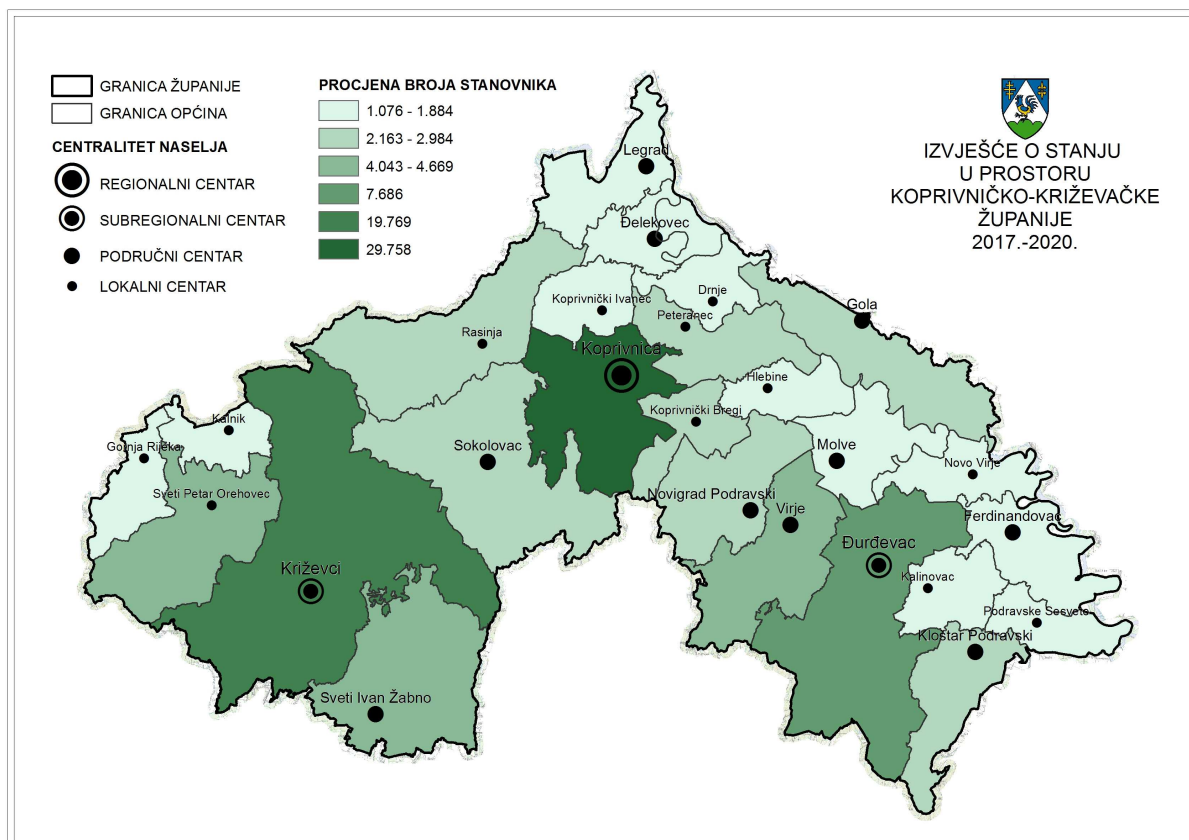 GRANICA ŽUPANIJE
GRANICA OPĆINA
CENTRALITET NASELJA
REGIONALNI CENTAR
SUBREGIONALNI CENTAR
PODRUČNI CENTAR
LOKALNI CENTAR
PROCJENA BROJA STANOVNIKA
1.076 - 1.884
2.163 - 2.984
4.043 - 4.669
7.686
19.769
29.758
IZVJEŠĆE O STANJU
U PROSTORU
KOPRIVNIČKO-KRIŽEVAČKE
ŽUPANIJE
2017.-2020.
Legrad
Đelekovec
Drnje
Koprivnički Ivanec
Gola
Peteranec
Rasinja
Koprivnica
Hlebine
Koprivnički Bregi
Kalnik
Gornja Rijeka
Sokolovac
Molve
Novo Virje
Sveti Petar Orehovec
Novigrad Podravski
Virje
Ferdinandovac
Đurđevac
Križevci
Kalinovac
Podravske Sesvete
Kloštar Podravski
Sveti Ivan Žabno